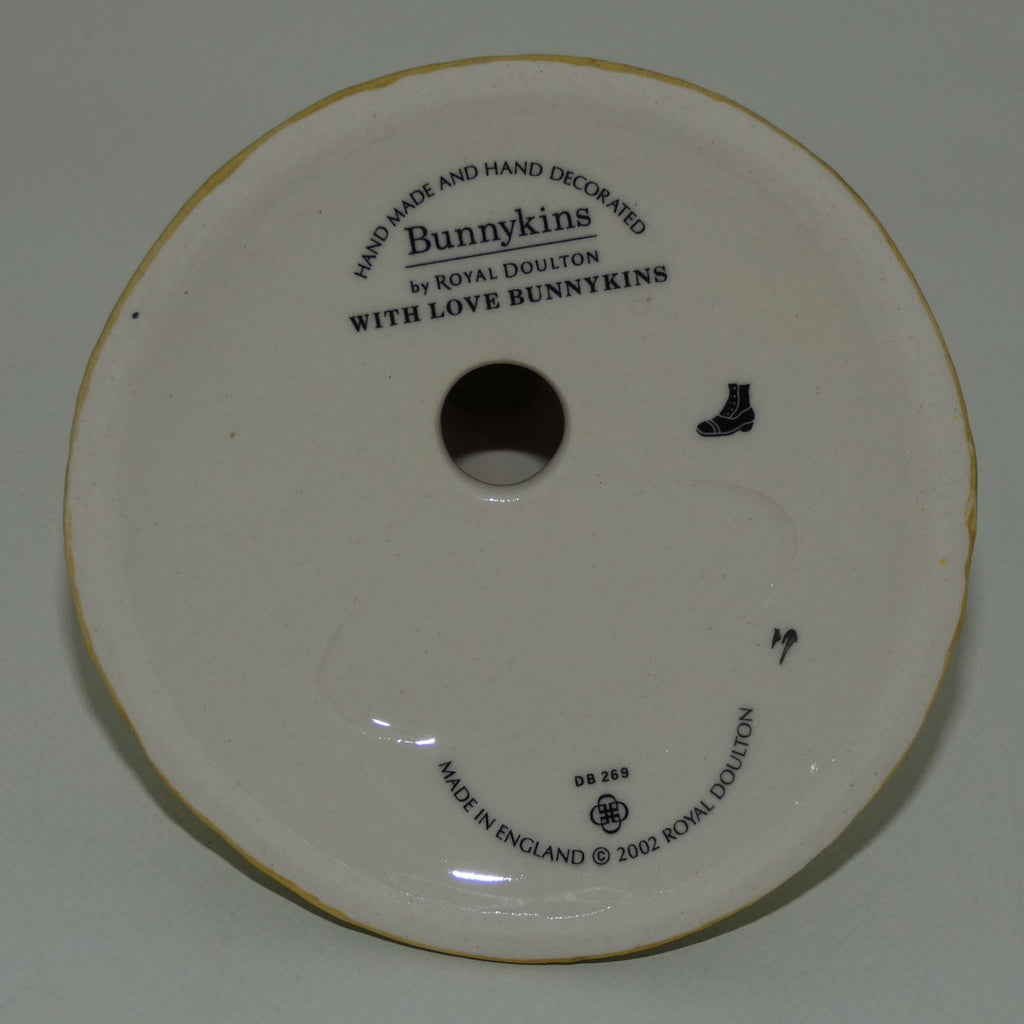 HAND MADE AND HAND DECORATED
Bunnykins
by ROYAL DOULTON
WITH LOVE BUNNYKINS
DB 269
MADE IN ENGLAND © 2002 ROYAL DOULTON